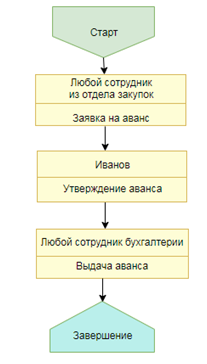 Старт
Любой сотрудник
из отдела закупок
Заявка на аванс
Иванов
Утверждение аванса
Любой сотрудник бухгалтерии
Выдача аванса
Завершение